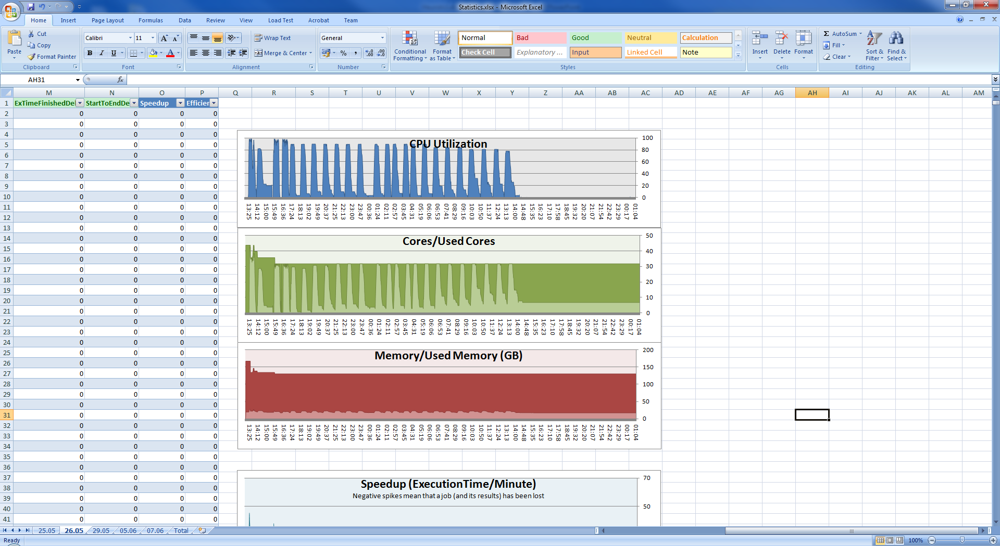 Statistics.xlsx - Microsoft Excel
Home Insert Page Layout Formulas Data Review View Load Test Acrobat Team
Paste Cut Copy Format Painter Clipboard
Calibri 11 A A B I U A Font
Wrap Text Merge & Center Alignment
General % , Number
Conditional Formatting Format as Table
Normal Bad Good Neutral Calculation
Check Cell Explanatory ... Input Linked Cell Note
Styles
Insert Delete Format Cells
Σ AutoSum Fill Clear Sort & Filter Find & Select Editing
AH31 fx
M N O P Q R S T U V W X Y Z AA AB AC AD AE AF AG AH AI AJ AK AL AM
1 ExTimeFinishedDel StartToEndDe Speedup Efficien
2 0 0 0 0
3 0 0 0 0
4 0 0 0 0
5 0 0 0 0
6 0 0 0 0
7 0 0 0 0
8 0 0 0 0
9 0 0 0 0
10 0 0 0 0
11 0 0 0 0
12 0 0 0 0
13 0 0 0 0
14 0 0 0 0
15 0 0 0 0
16 0 0 0 0
17 0 0 0 0
18 0 0 0 0
19 0 0 0 0
20 0 0 0 0
21 0 0 0 0
22 0 0 0 0
23 0 0 0 0
24 0 0 0 0
25 0 0 0 0
26 0 0 0 0
27 0 0 0 0
28 0 0 0 0
29 0 0 0 0
30 0 0 0 0
31 0 0 0 0
32 0 0 0 0
33 0 0 0 0
34 0 0 0 0
35 0 0 0 0
36 0 0 0 0
37 0 0 0 0
38 0 0 0 0
39 0 0 0 0
40 0 0 0 0
41 0 0 0 0
CPU Utilization
100
80
60
40
20
0
13:25 14:12 15:00 15:49 16:36 17:24 18:13 19:02 19:49 20:37 21:25 22:13 23:00 23:47 00:36 01:24 02:11 02:57 03:45 04:31 05:19 06:06 06:53 07:41 08:29 09:16 10:03 10:50 11:37 12:24 13:13 14:00 14:48 15:35 16:23 17:10 17:58 18:45 19:32 20:20 21:07 21:54 22:42 23:29 00:17 01:04
Cores/Used Cores
50
40
30
20
10
0
13:25 14:12 15:00 15:49 16:36 17:24 18:13 19:02 19:49 20:37 21:25 22:13 23:00 23:47 00:36 01:24 02:11 02:57 03:45 04:31 05:19 06:06 06:53 07:41 08:29 09:16 10:03 10:50 11:37 12:24 13:13 14:00 14:48 15:35 16:23 17:10 17:58 18:45 19:32 20:20 21:07 21:54 22:42 23:29 00:17 01:04
Memory/Used Memory (GB)
200
150
100
50
0
13:25 14:12 15:00 15:49 16:36 17:24 18:13 19:02 19:49 20:37 21:25 22:13 23:00 23:47 00:36 01:24 02:11 02:57 03:45 04:31 05:19 06:06 06:53 07:41 08:29 09:16 10:03 10:50 11:37 12:24 13:13 14:00 14:48 15:35 16:23 17:10 17:58 18:45 19:32 20:20 21:07 21:54 22:42 23:29 00:17 01:04
Speedup (ExecutionTime/Minute)
Negative spikes mean that a job (and its results) has been lost
70
50
25.05 26.05 29.05 05.06 07.06 Total
Ready 100%